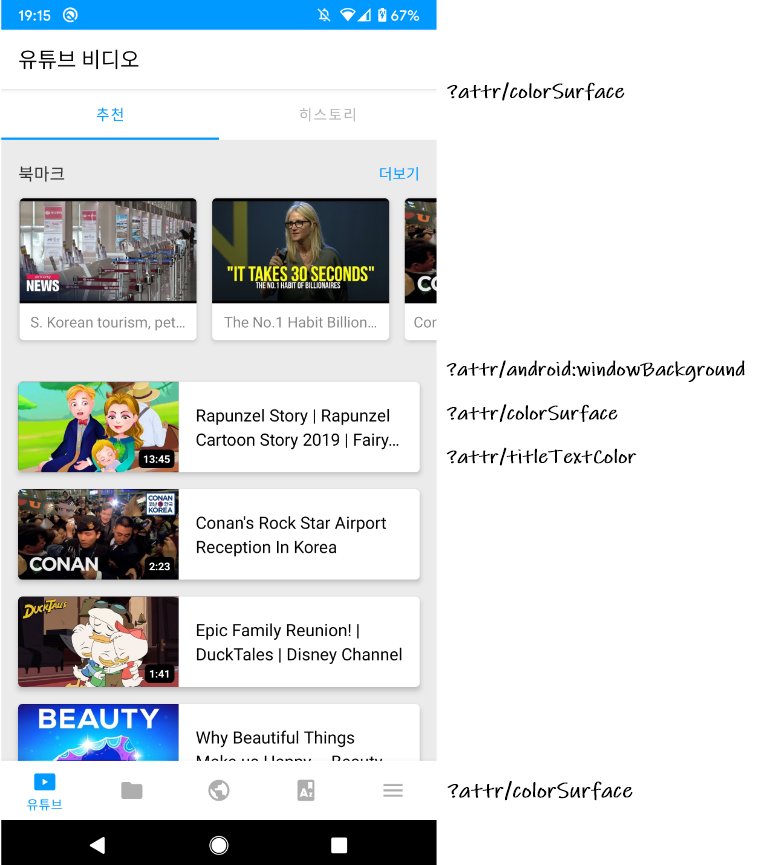 19:15
67%
유튜브 비디오
?attr/colorSurface
추천
히스토리
북마크
더보기
NEWS
"IT TAKES 30 SECONDS"
THE NO.1 HABIT OF BILLIONAIRES
CO
S. Korean tourism, pet...
The No.1 Habit Billion...
Cor
?attr/android:windowBackground
Rapunzel Story | Rapunzel
Cartoon Story 2019 | Fairy...
13:45
?attr/colorSurface
?attr/titleTextColor
CONAN
KOREA
Conan's Rock Star Airport
Reception In Korea
CONAN
2:23
DUCKTALES
Epic Family Reunion! |
DuckTales | Disney Channel
1:41
BEAUTY
Why Beautiful Things
Make us Happy – Beauty
유튜브
?attr/colorSurface